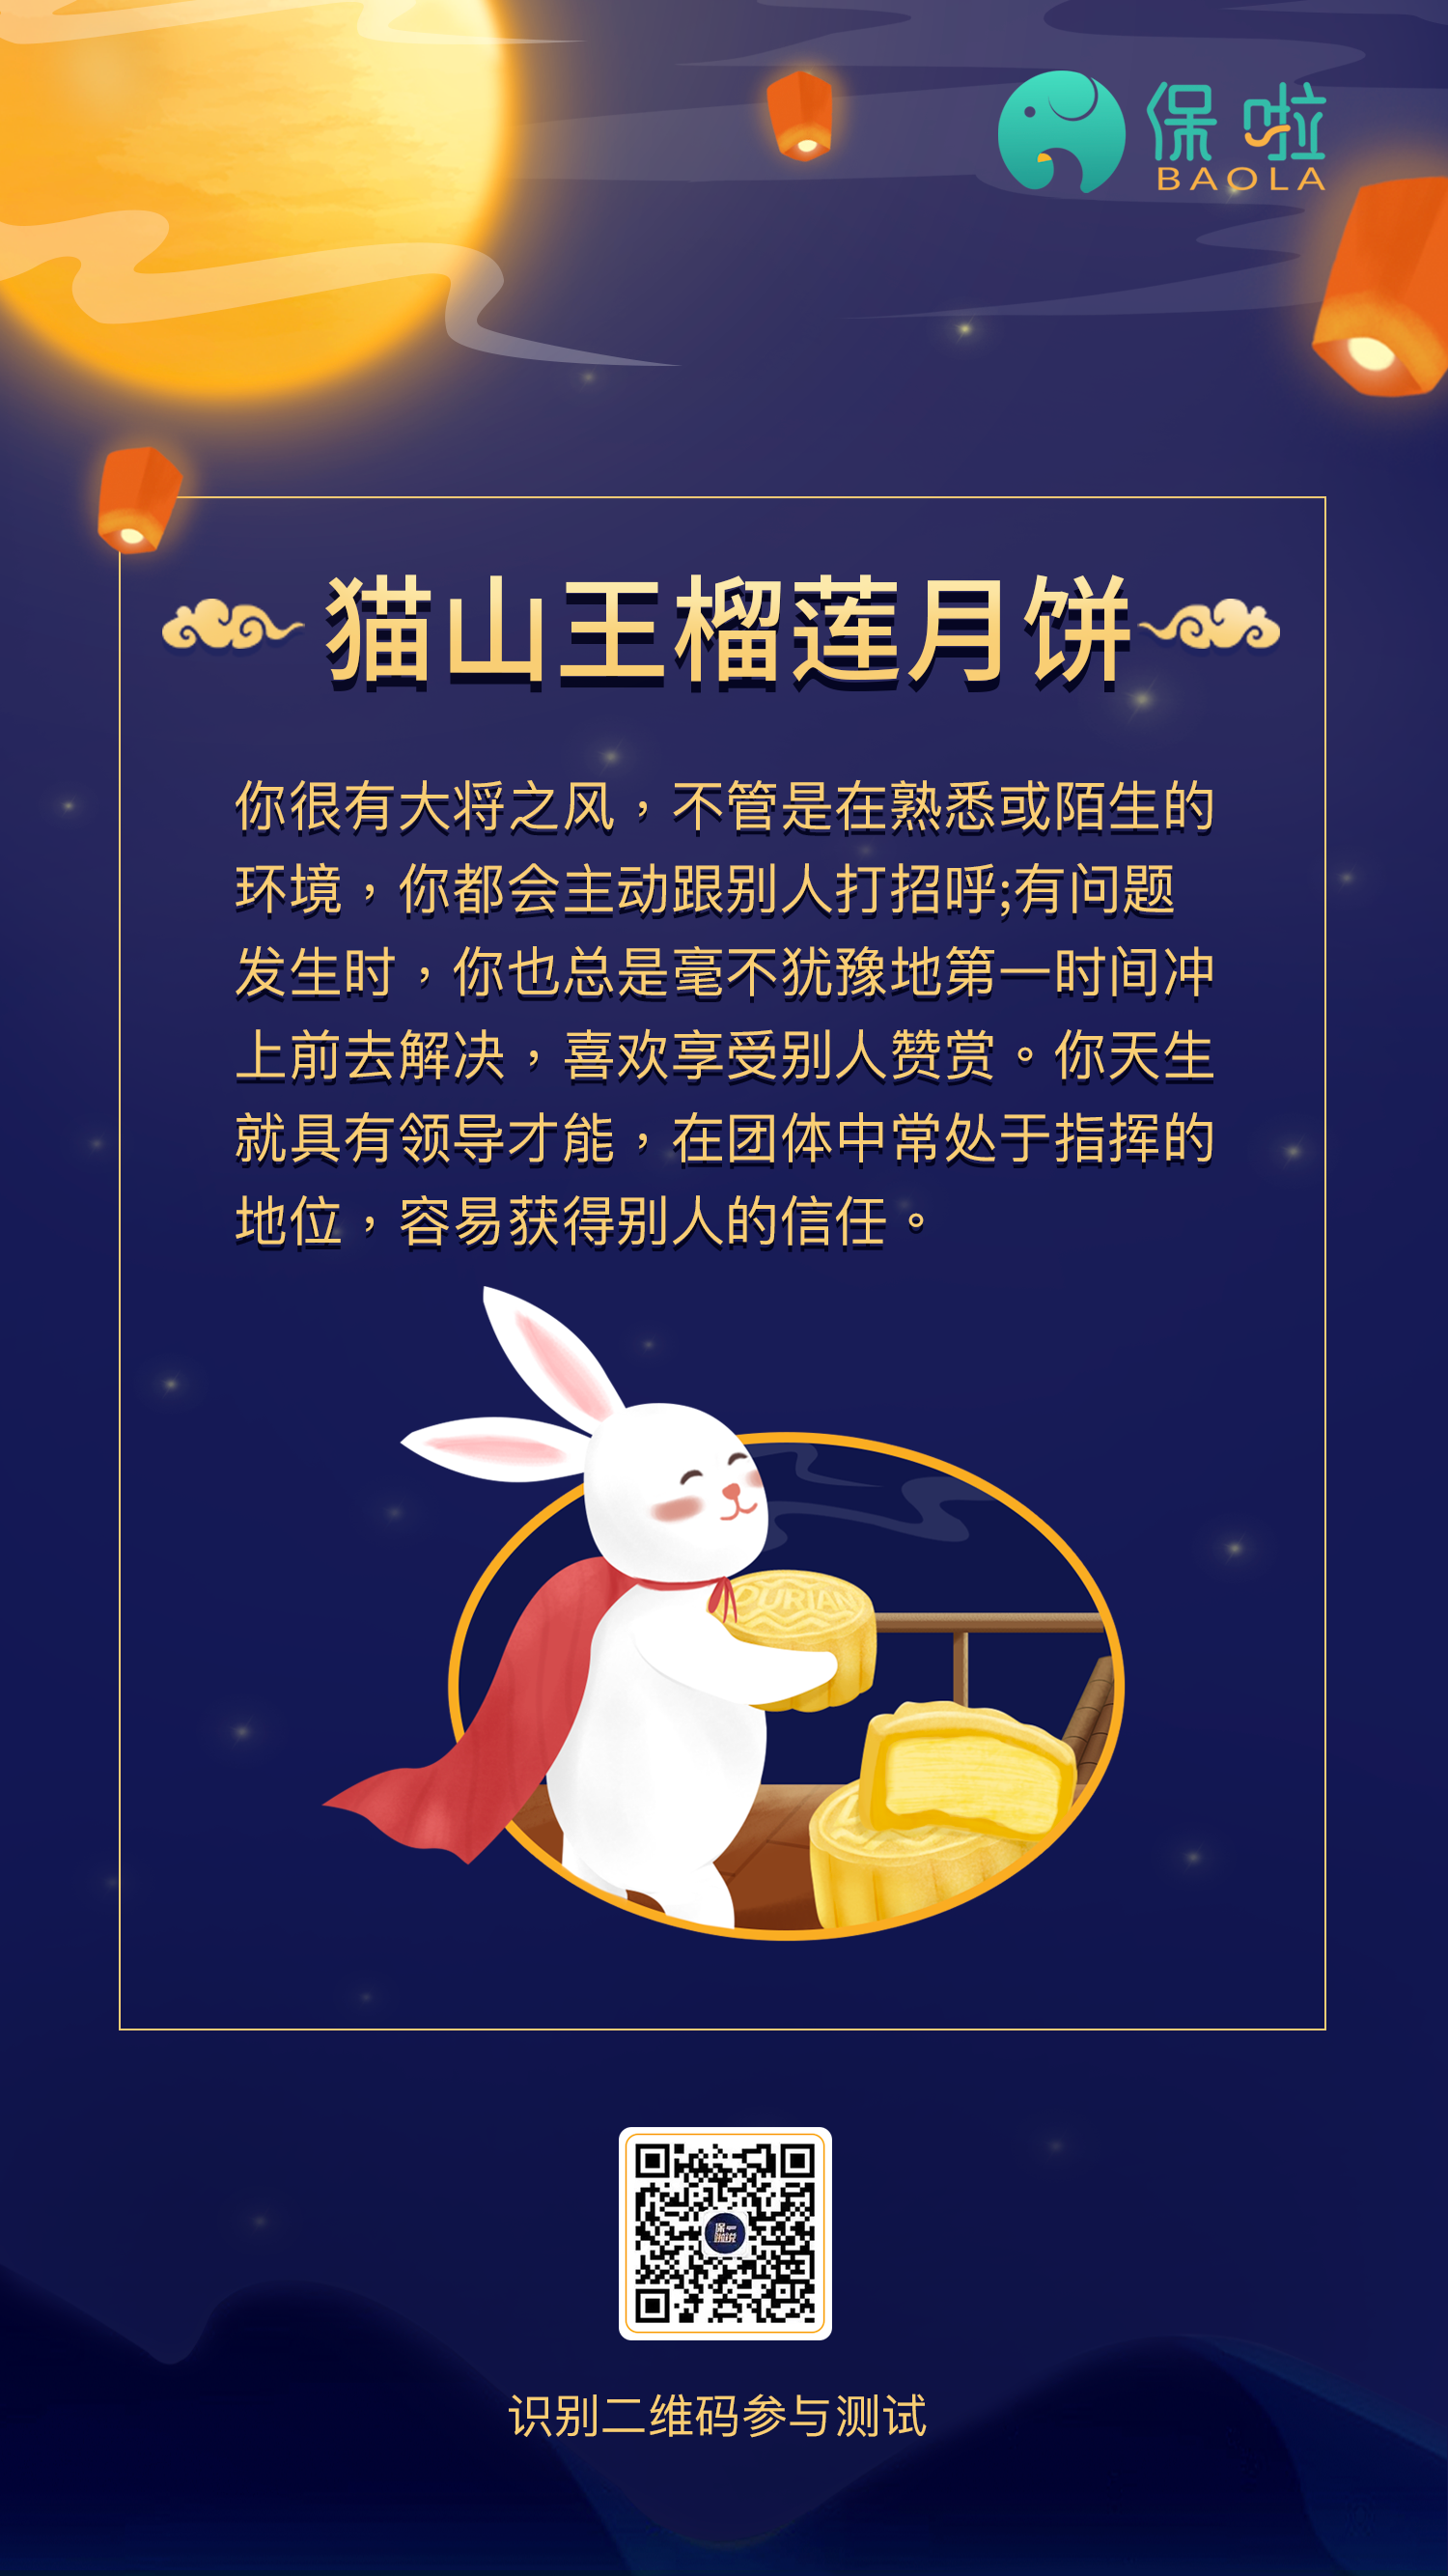 保啦
BAOLA
猫山王榴莲月饼
你很有大将之风，不管是在熟悉或陌生的
环境，你都会主动跟别人打招呼;有问题
发生时，你也总是毫不犹豫地第一时间冲
上前去解决，喜欢享受别人赞赏。你天生
就具有领导才能，在团体中常处于指挥的
地位，容易获得别人的信任。
DURIAN
识别二维码参与测试